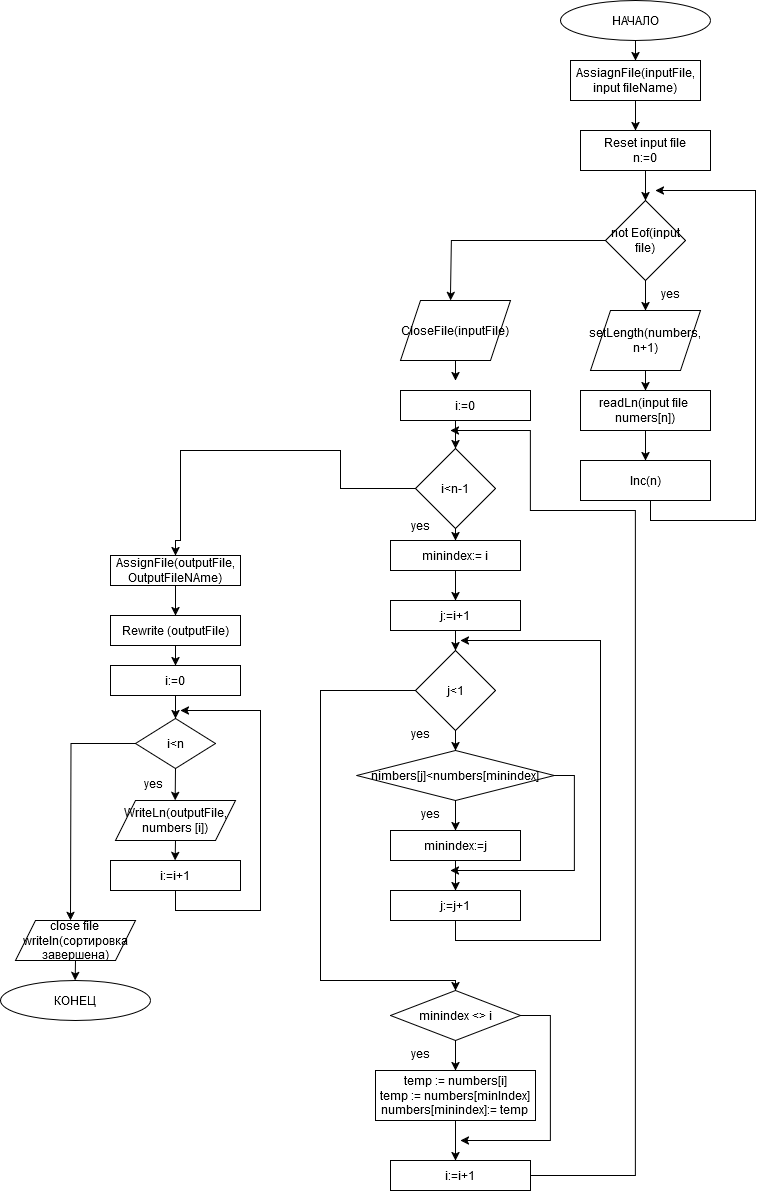 НАЧАЛО
AssiagnFile(inputFile,
input fileName)
Reset input file
n:=0
not Eof(input
file)
yes
setLength(numbers,
n+1)
readLn(input file
numers[n])
Inc(n)
CloseFile(inputFile)
i:=0
i<n-1
yes
minindex:= i
j:=i+1
j<1
yes
nimbers[j]<numbers[minindex]
yes
minindex:=j
j:=j+1
minindex <> i
yes
temp := numbers[i]
temp := numbers[minIndex]
numbers[minindex]:= temp
i:=i+1
AssignFile(outputFile,
OutputFileNAme)
Rewrite (outputFile)
i:=0
i<n
yes
WriteLn(outputFile,
numbers [i])
i:=i+1
close file
writeln(сортировка
завершена)
КОНЕЦ